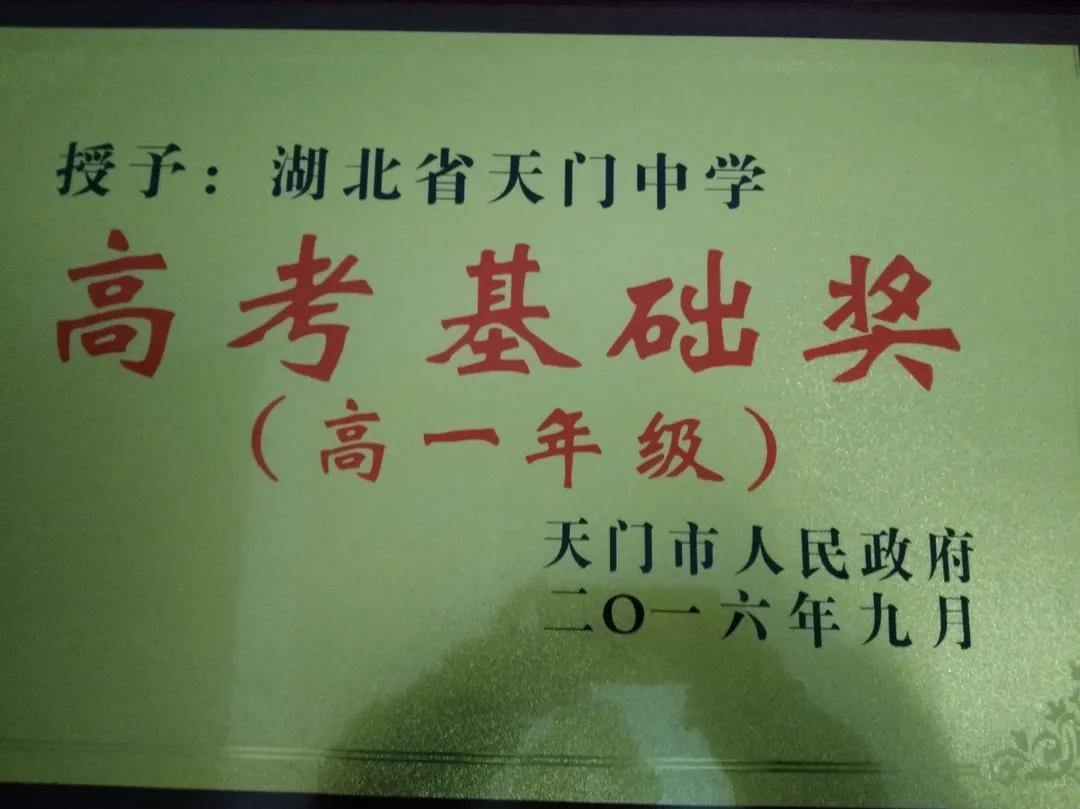 授予：湖北省天门中学
高考基础奖
（高一年级）
天门市人民政府
二O一六年九月